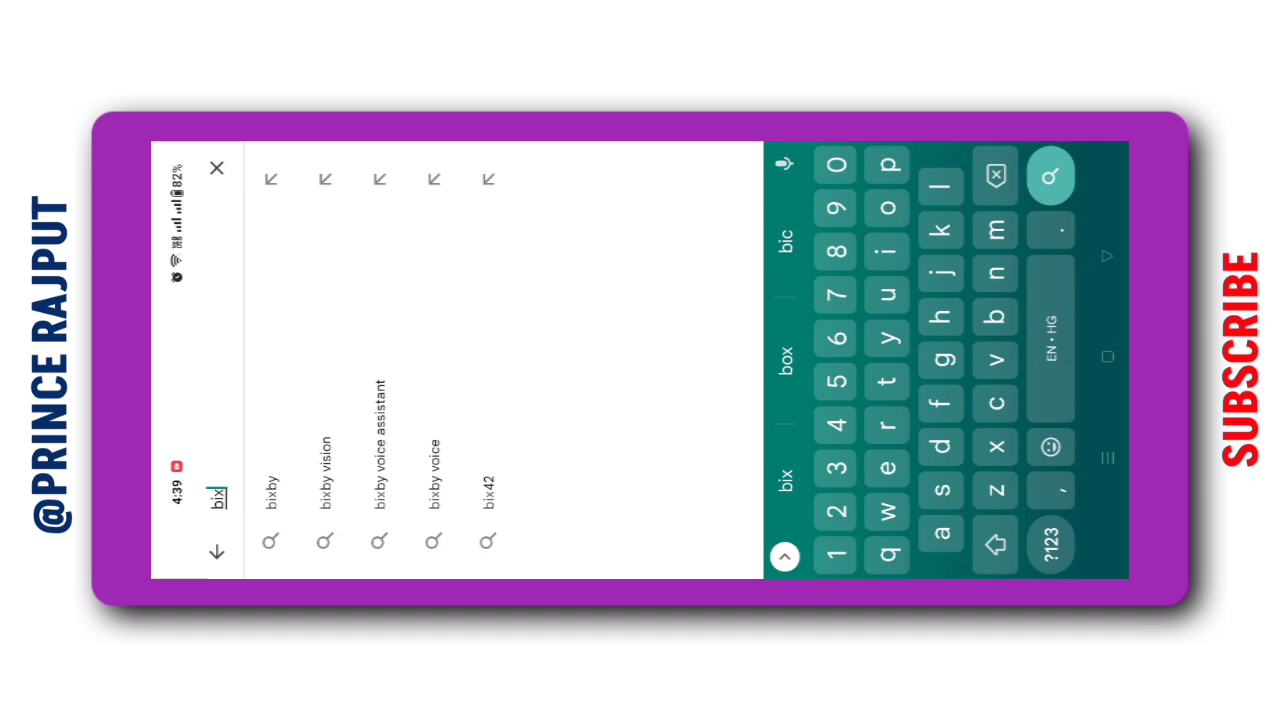 @PRINCE RAJPUT
4:39 82%
bix
bixby
bixby vision
bixby voice assistant
bixby voice
bix42
bix box bic
1 2 3 4 5 6 7 8 9 0
q w e r t y u i o p
a s d f g h j k l
z x c v b n m
?123 , EN • HG .
SUBSCRIBE